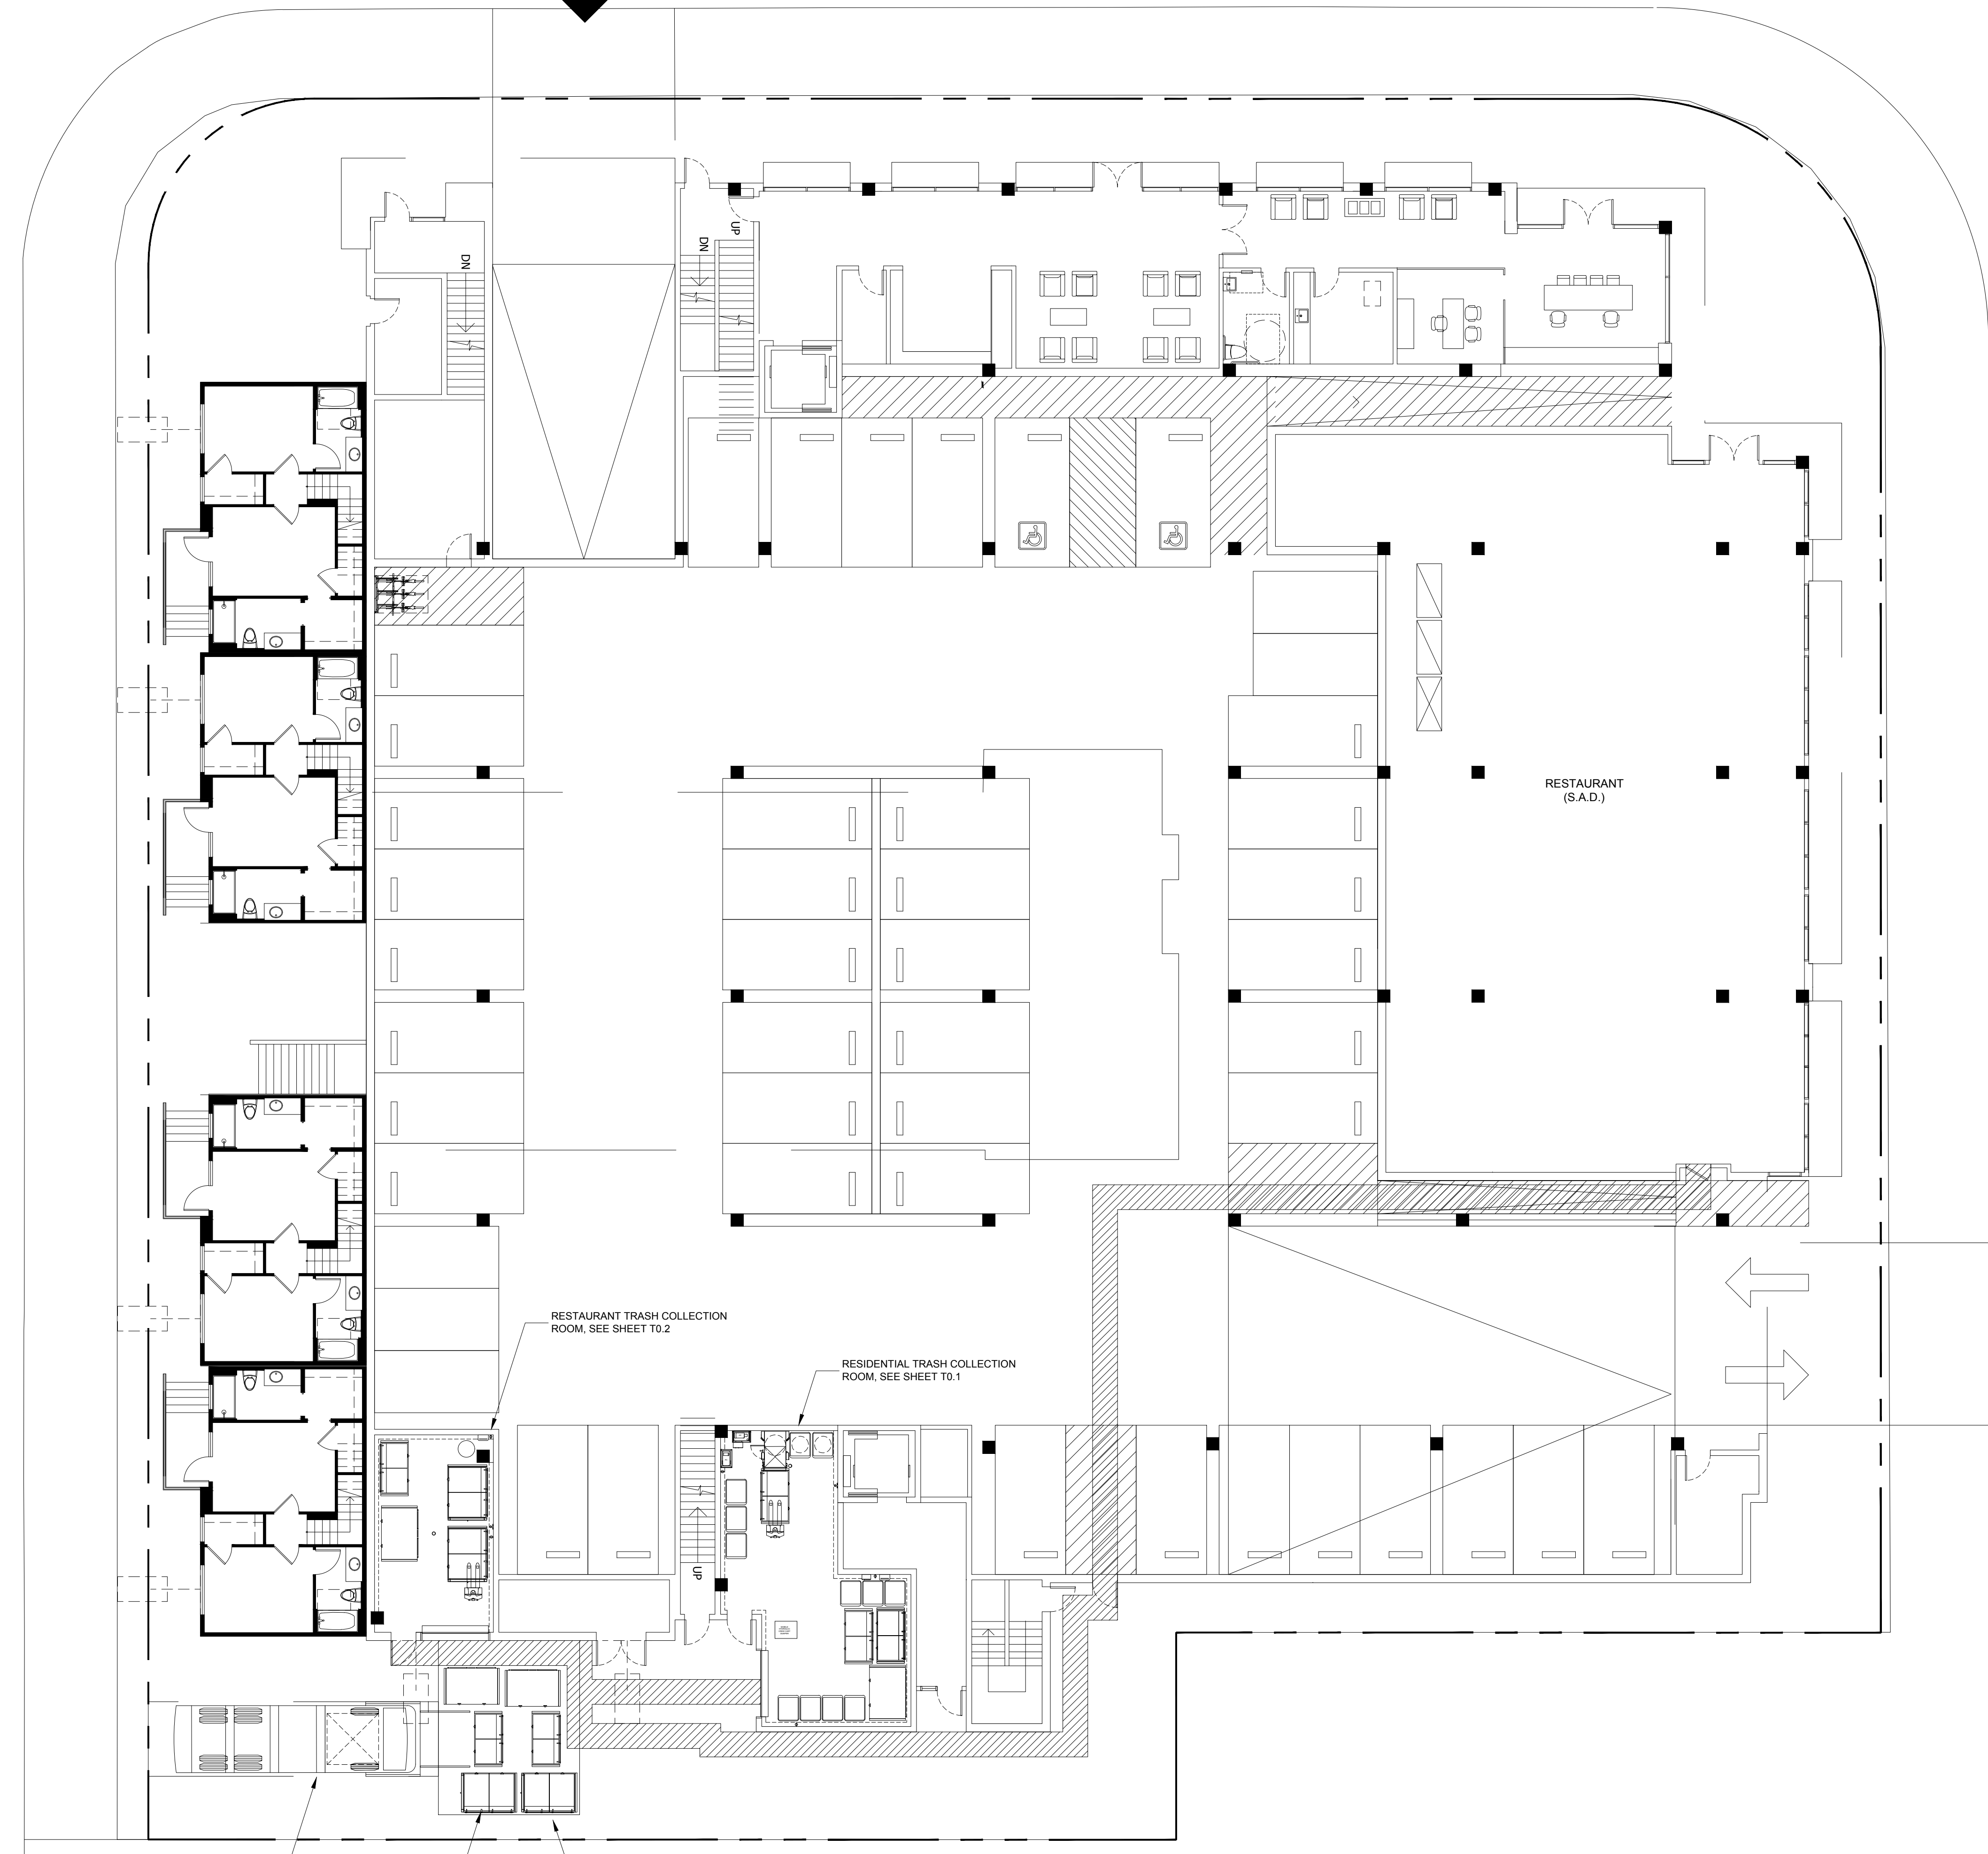 UP
DN
DN
RESTAURANT
(S.A.D.)
RESTAURANT TRASH COLLECTION
ROOM, SEE SHEET T0.2
RESIDENTIAL TRASH COLLECTION
ROOM, SEE SHEET T0.1
UP